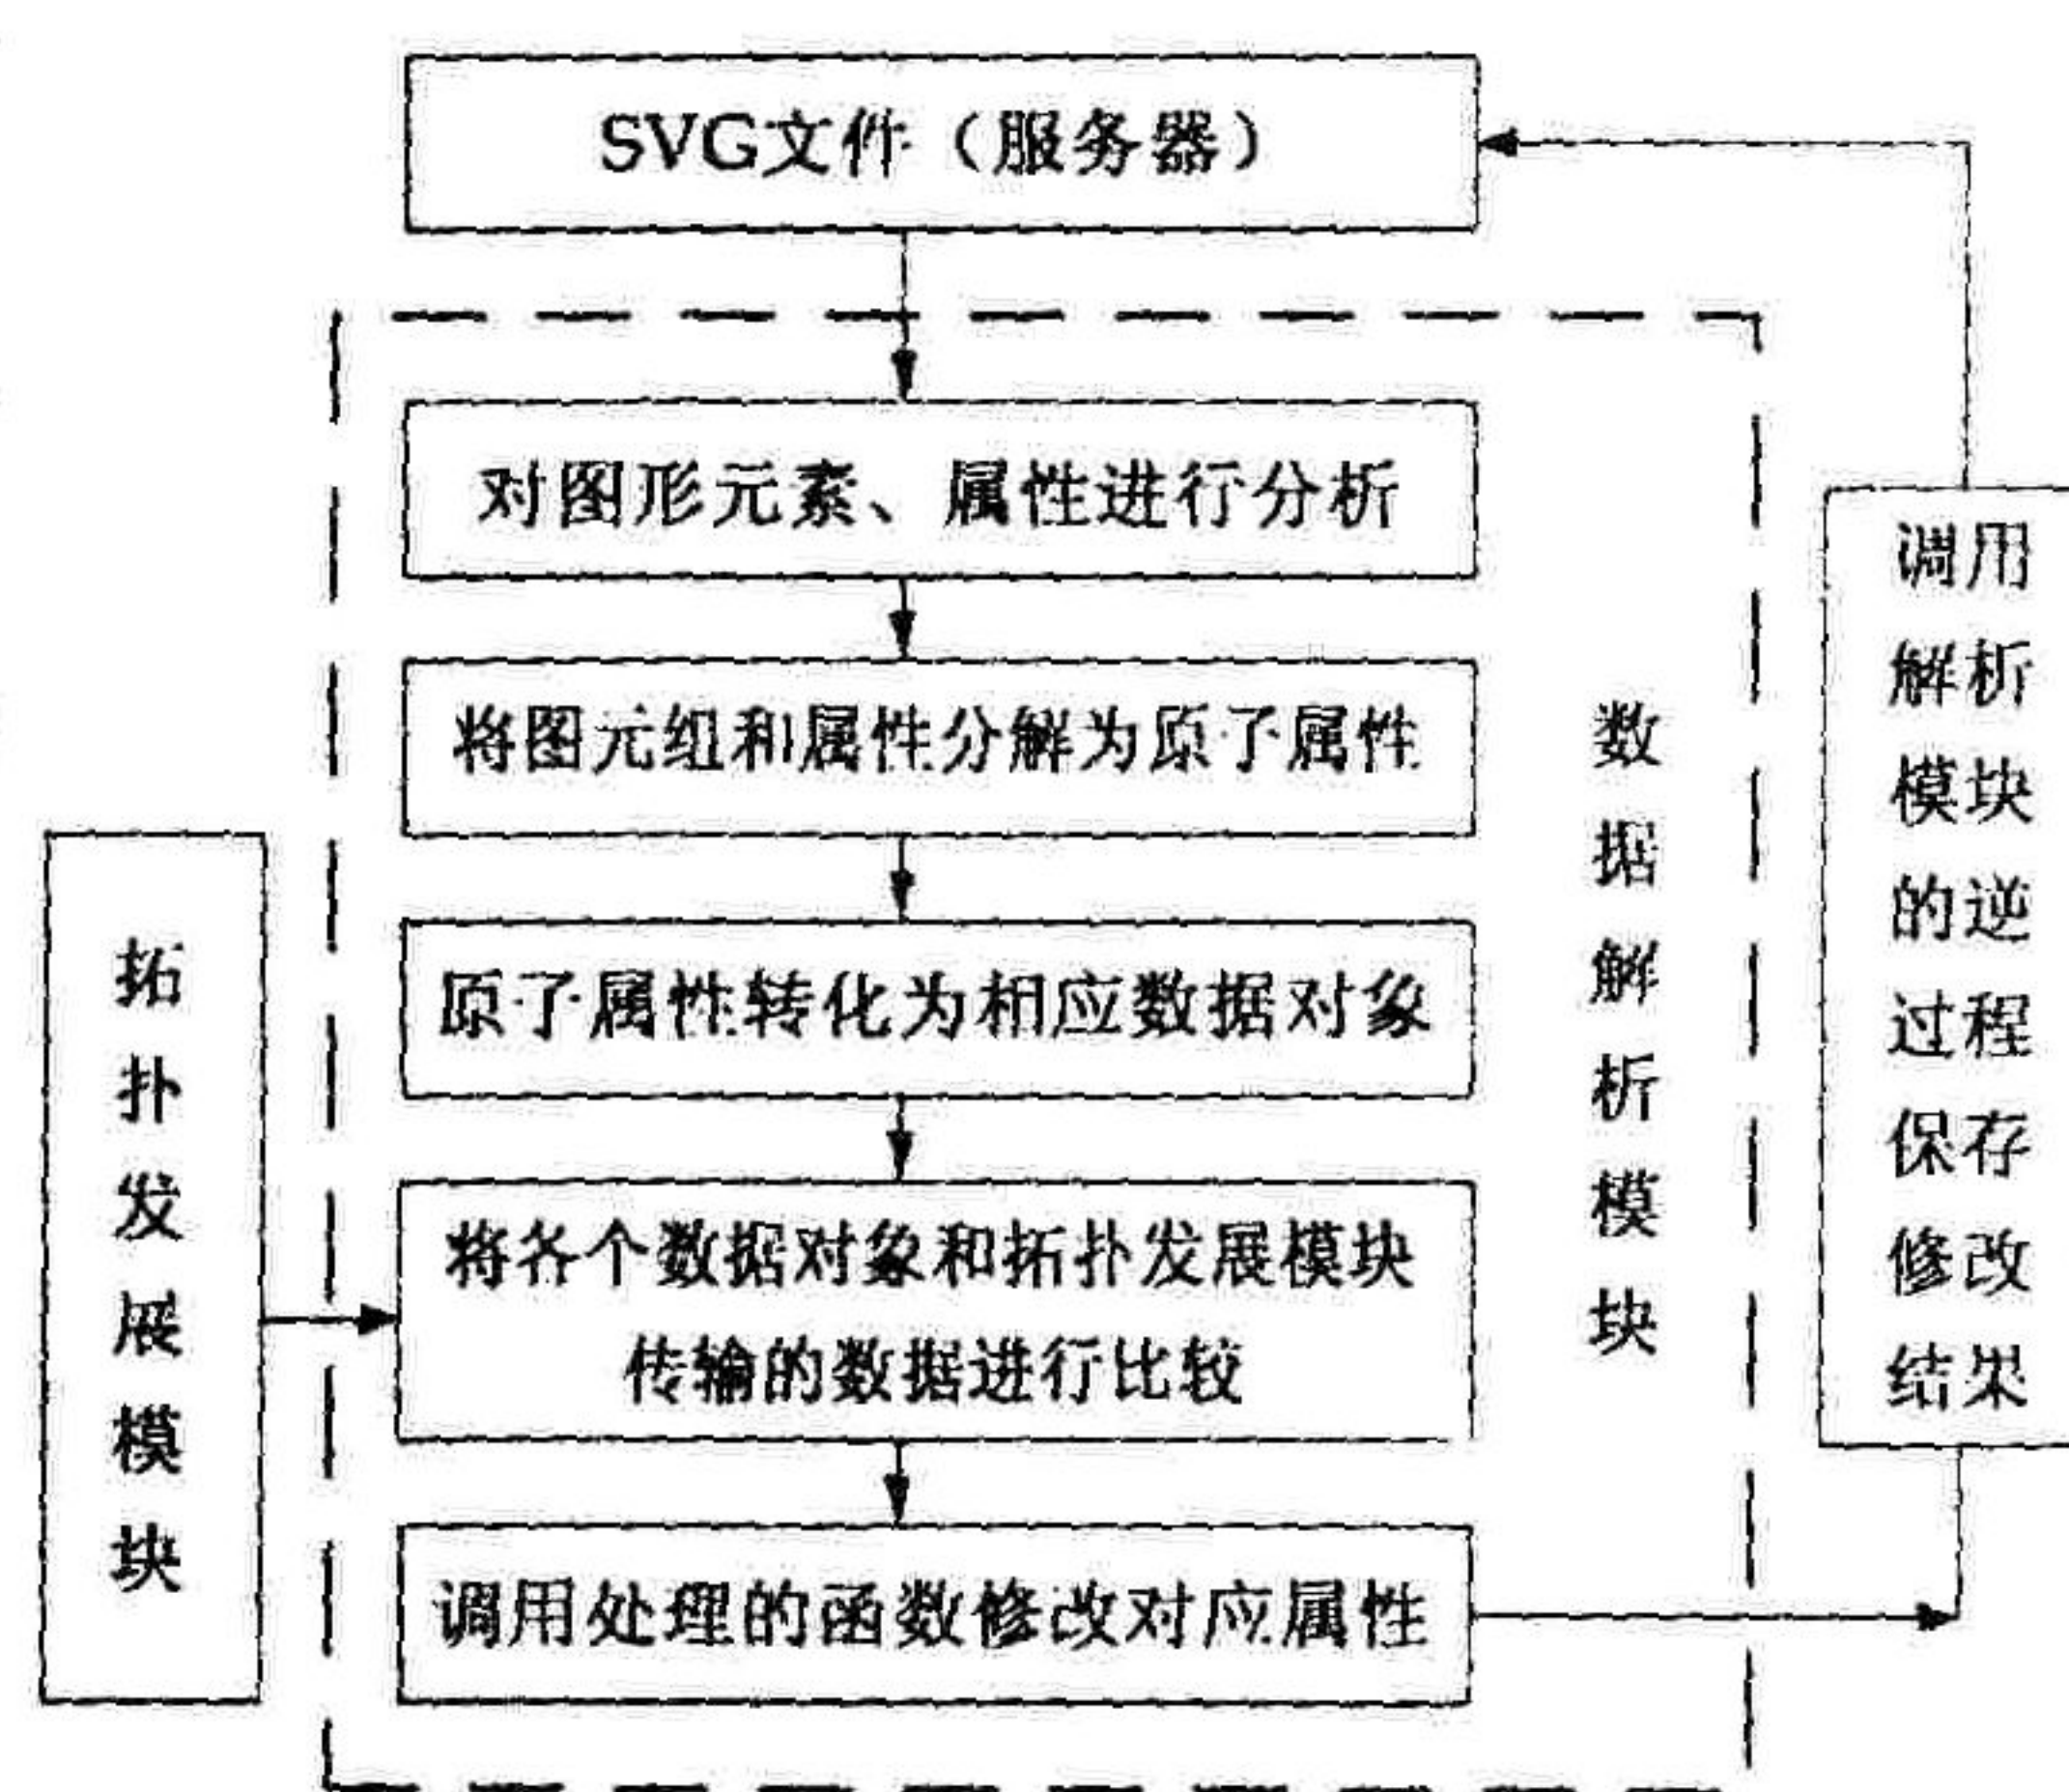 SVG文件（服务器）
对图形元素、属性进行分析
将图元组和属性分解为原子属性
原子属性转化为相应数据对象
将各个数据对象和拓扑发展模块
传输的数据进行比较
调用处理的函数修改对应属性
拓扑发展模块
数据解析模块
调用
解析
模块
的逆
过程
保存
修改
结果